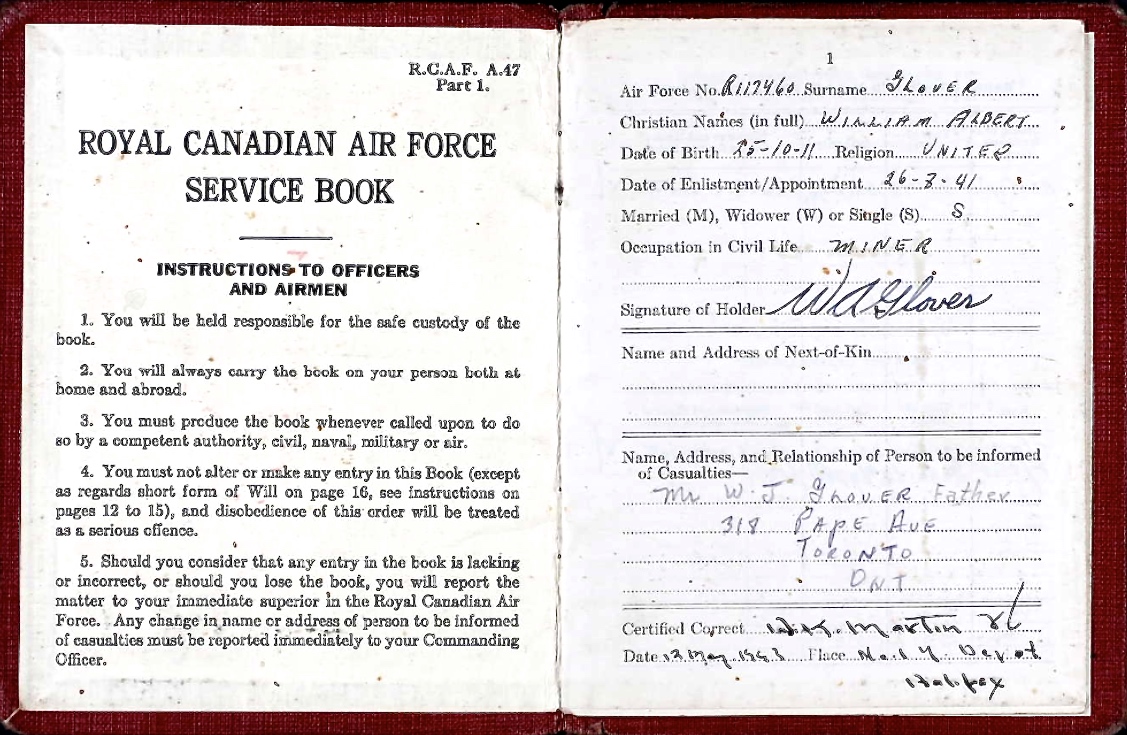 R.C.A.F. A.47
Part 1.
ROYAL CANADIAN AIR FORCE
SERVICE BOOK
INSTRUCTIONS TO OFFICERS
AND AIRMEN
1. You will be held responsible for the safe custody of the
book.
2. You will always carry the book on your person both at
home and abroad.
3. You must produce the book whenever called upon to do
so by a competent authority, civil, naval, military or air.
4. You must not alter or make any entry in this Book (except
as regards short form of Will on page 16, see instructions on
pages 12 to 15), and disobedience of this order will be treated
as a serious offence.
5. Should you consider that any entry in the book is lacking
or incorrect, or should you lose the book, you will report the
matter to your immediate superior in the Royal Canadian Air
Force. Any change in name or address of person to be informed
of casualties must be reported immediately to your Commanding
Officer.
1
Air Force No. R117460 Surname GLOVER
Christian Names (in full) WILLIAM ALBERT
Date of Birth 25-10-11 Religion UNITED
Date of Enlistment/Appointment 26-8-41
Married (M), Widower (W) or Single (S) S
Occupation in Civil Life MINER
Signature of Holder WAGlover
Name and Address of Next-of-Kin
Name, Address, and Relationship of Person to be informed
of Casualties—
Mr W. J. GLOVER Father
318 PAPE AVE
TORONTO
ONT
Certified Correct Martin
Date 12 May 1943 Place No. 1 Y. Depot
Halifax